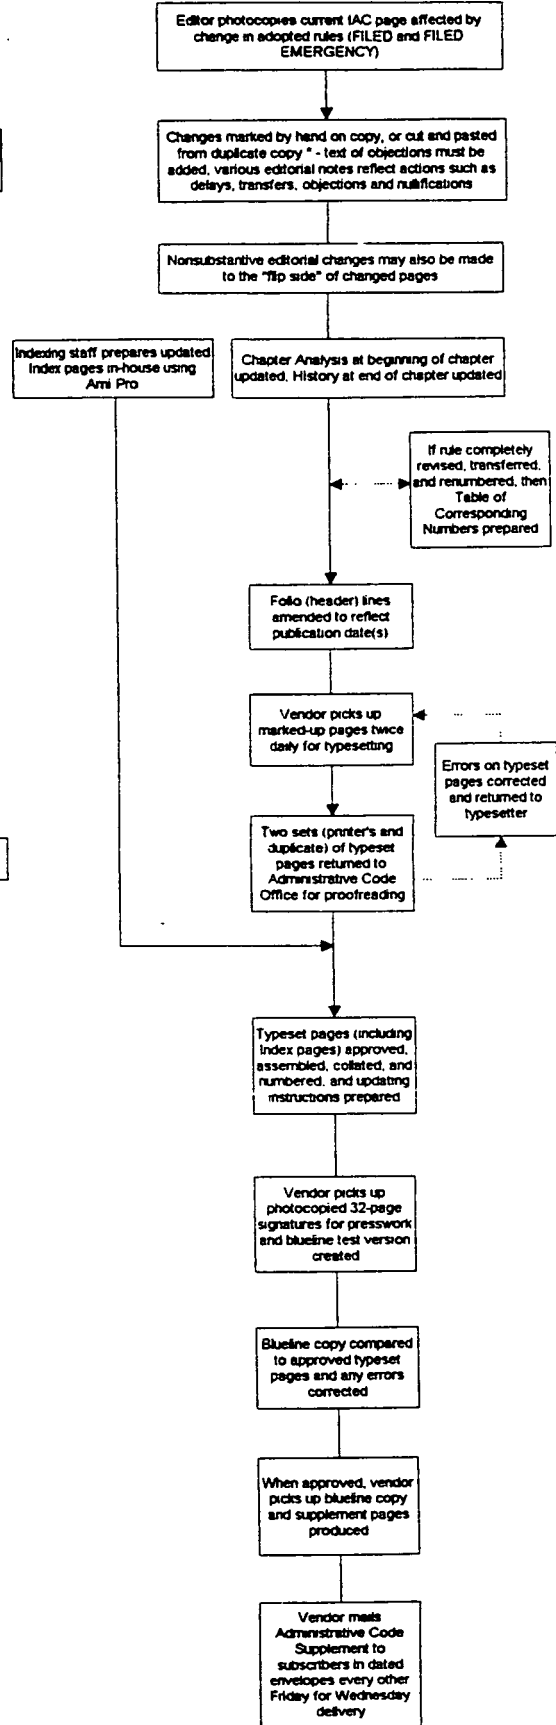 Editor photocopies current IAC page affected by
change in adopted rules (FILED and FILED
EMERGENCY)
Changes marked by hand on copy, or cut and pasted
from duplicate copy * - text of objections must be
added, various editorial notes reflect actions such as
delays, transfers, objections and nullifications
Nonsubstantive editorial changes may also be made
to the "flip side" of changed pages
Indexing staff prepares updated
Index pages in-house using
Ami Pro
Chapter Analysis at beginning of chapter
updated, History at end of chapter updated
If rule completely
revised, transferred,
and renumbered, then
Table of
Corresponding
Numbers prepared
Folio (header) lines
amended to reflect
publication date(s)
Vendor picks up
marked-up pages twice
daily for typesetting
Errors on typeset
pages corrected
and returned to
typesetter
Two sets (printer's and
duplicate) of typeset
pages returned to
Administrative Code
Office for proofreading
Typeset pages (including
Index pages) approved,
assembled, collated, and
numbered, and updating
instructions prepared
Vendor picks up
photocopied 32-page
signatures for presswork
and blueline test version
created
Blueline copy compared
to approved typeset
pages and any errors
corrected
When approved, vendor
picks up blueline copy
and supplement pages
produced
Vendor mails
Administrative Code
Supplement to
subscribers in dated
envelopes every other
Friday for Wednesday
delivery